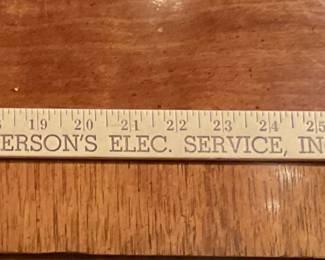 19 20 21 22 23 24 25
ERSON'S ELEC. SERVICE, IN